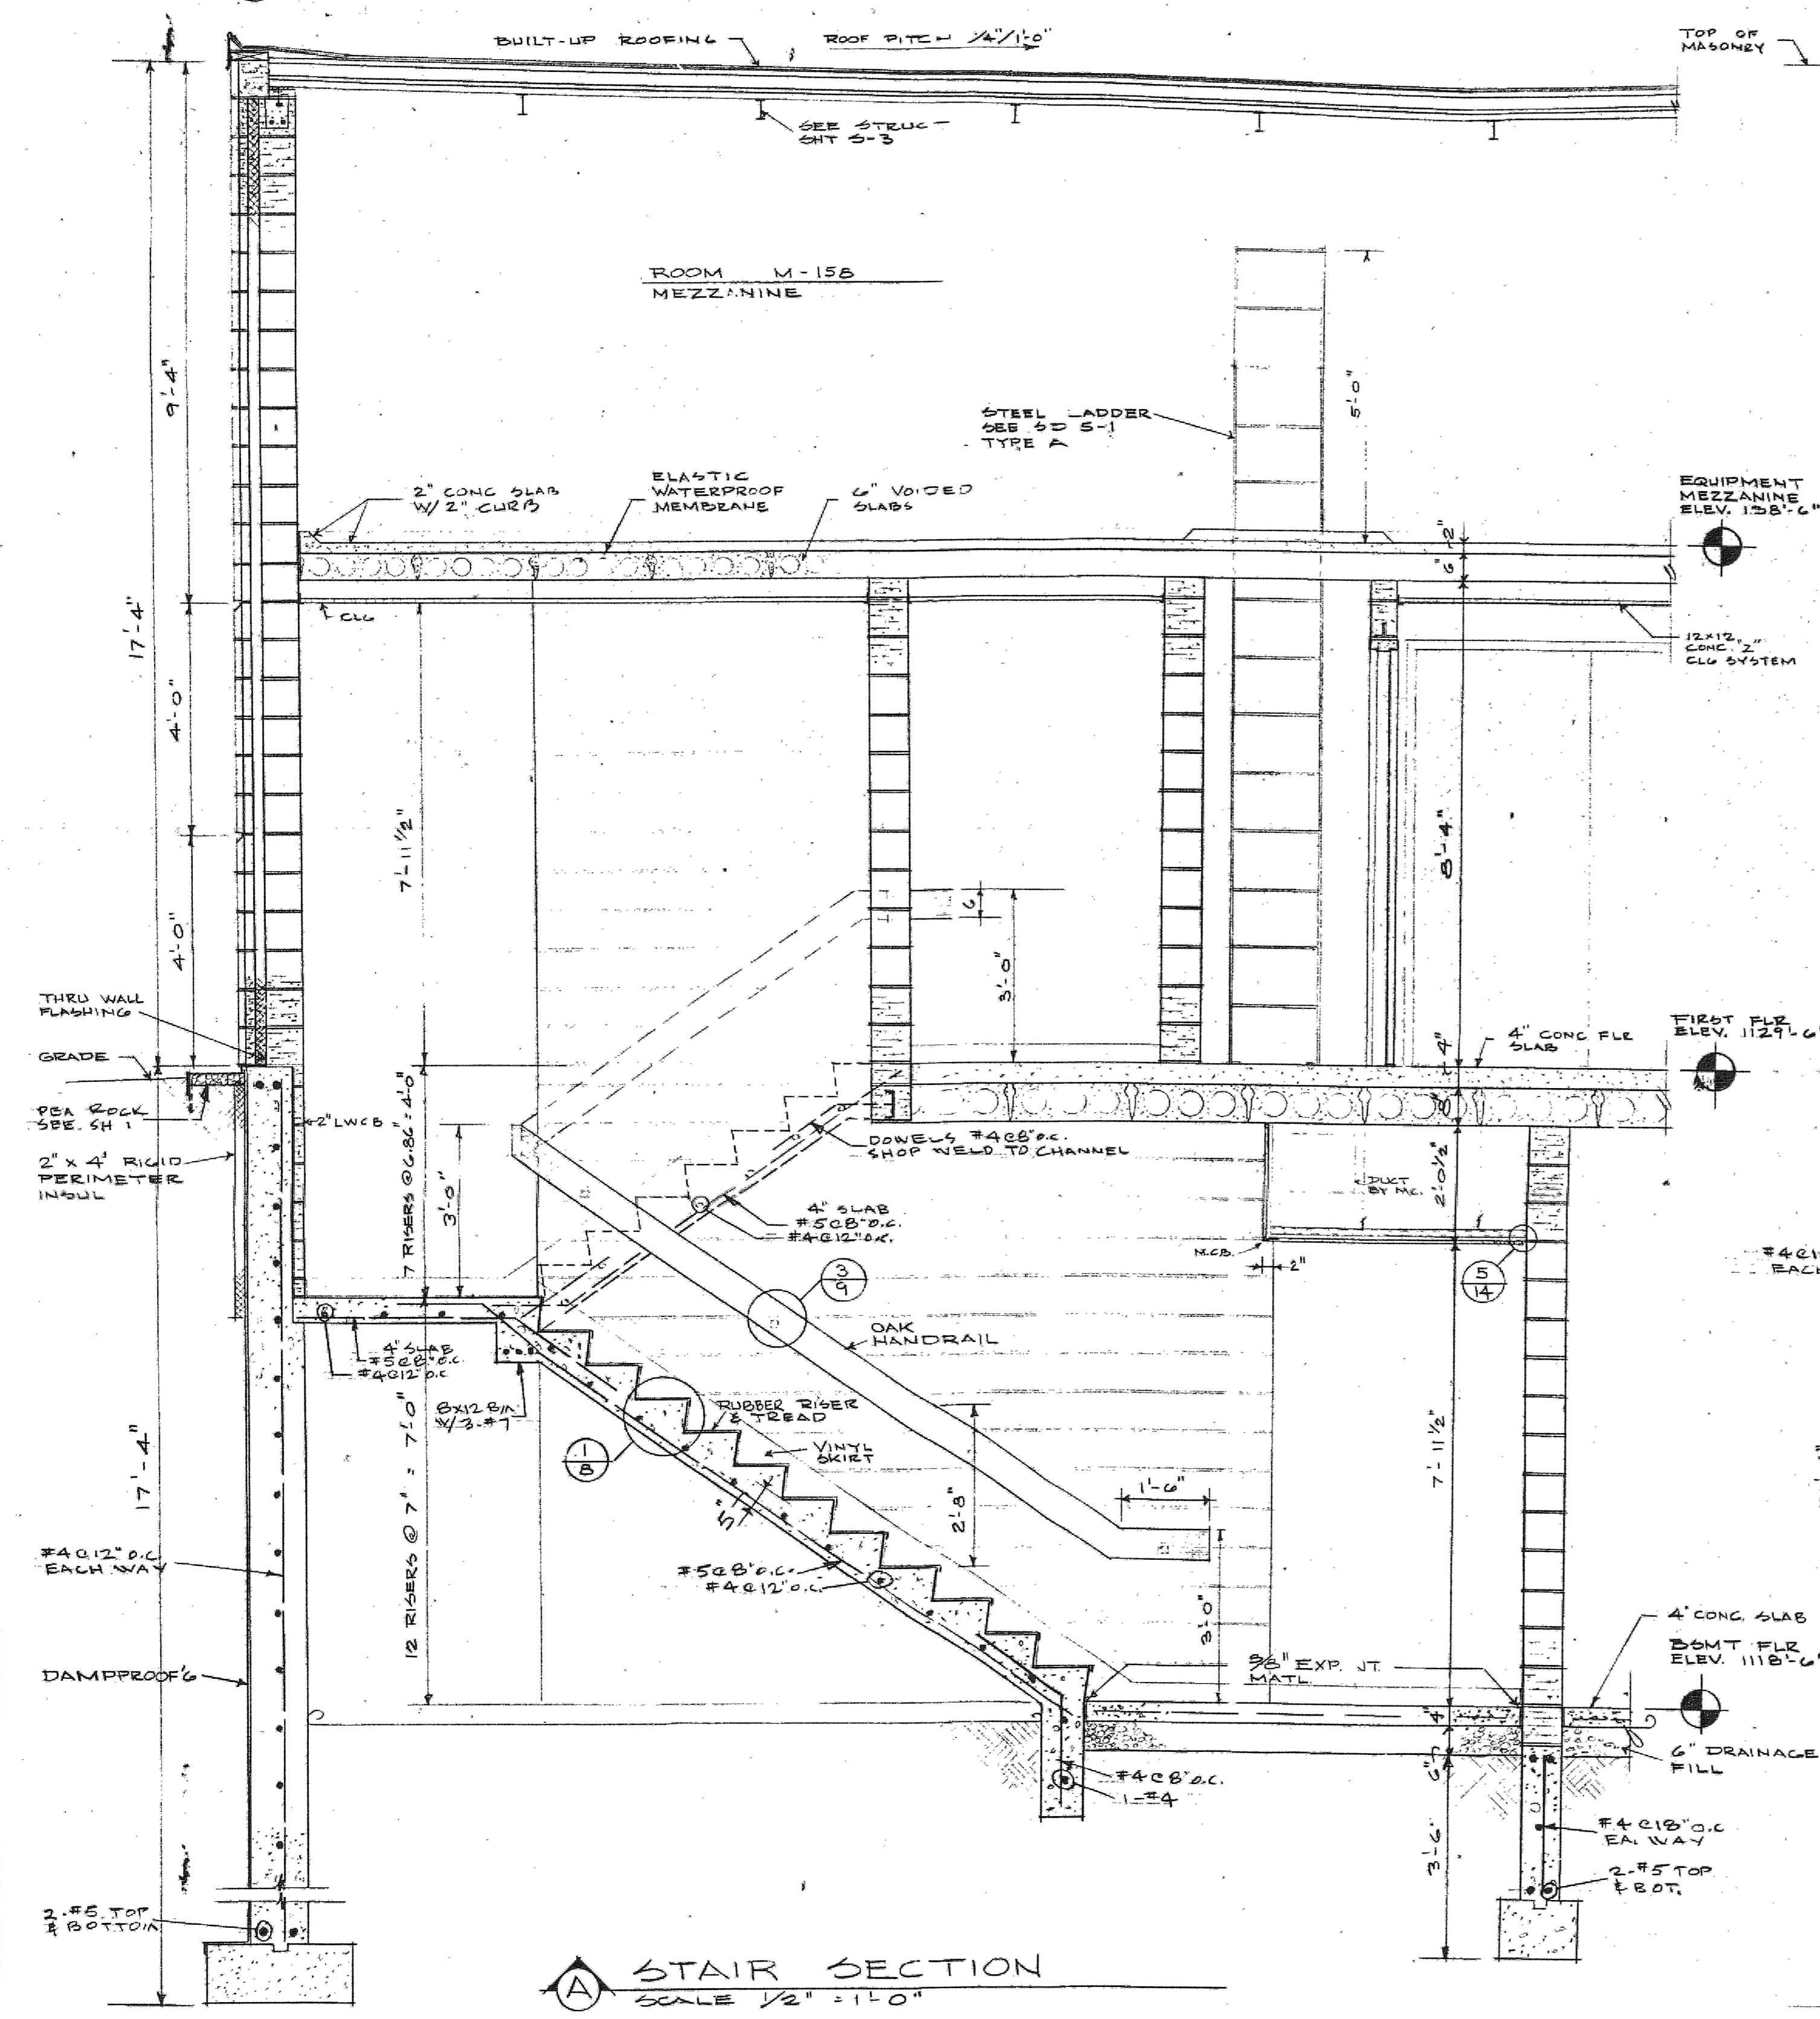 BUILT-UP ROOFING
ROOF PITCH 1/4"/1'-0"
TOP OF
MASONRY
SEE STRUC
SHT S-3
ROOM M-158
MEZZANINE
9'-4"
17'-4"
5'-0"
STEEL LADDER
SEE SD S-1
TYPE A
2" CONC SLAB
W/ 2" CURB
ELASTIC
WATERPROOF
MEMBRANE
6" VOIDED
SLABS
EQUIPMENT
MEZZANINE
ELEV. 1138'-6"
2"
6"
CLG
12x12
CONC. "Z"
CLG SYSTEM
4'-0"
7'-11 1/2"
8'-4"
4'-0"
6
3'-0"
THRU WALL
FLASHING
GRADE
PEA ROCK
SEE SH 1
2" x 4' RIGID
PERIMETER
INSUL
2" LWCB
4" CONC FLR
SLAB
FIRST FLR
ELEV. 1129'-6"
4"
8"
7 RISERS @ 6.86" = 4'-0"
3'-0"
DOWELS #4@8"o.c.
SHOP WELD TO CHANNEL
4" SLAB
#5@8"o.c.
#4@12"o.c.
DUCT
BY MC.
2'-0 1/2"
M.C.B.
2"
5
14
#4@1
EACH
3
9
OAK
HANDRAIL
4" SLAB
#5@8"o.c.
#4@12"o.c.
8x12 BM
W/3-#7
RUBBER RISER
& TREAD
VINYL
SKIRT
1
8
12 RISERS @ 7" = 7'-0"
17'-4"
5"
2'-8"
1'-6"
7'-11 1/2"
#4@12"o.c.
EACH WAY
#5@8"o.c.
#4@12"o.c.
3'-0"
4" CONC. SLAB
BSMT FLR
ELEV. 1118'-6"
DAMPPROOF'G
3/8" EXP. JT.
MATL.
4"
6"
6" DRAINAGE
FILL
#4@8"o.c.
1-#4
#4@18"o.c.
EA. WAY
3'-6"
2-#5 TOP
& BOT.
2-#5 TOP
& BOTTOM
A
STAIR SECTION
SCALE 1/2" = 1'-0"